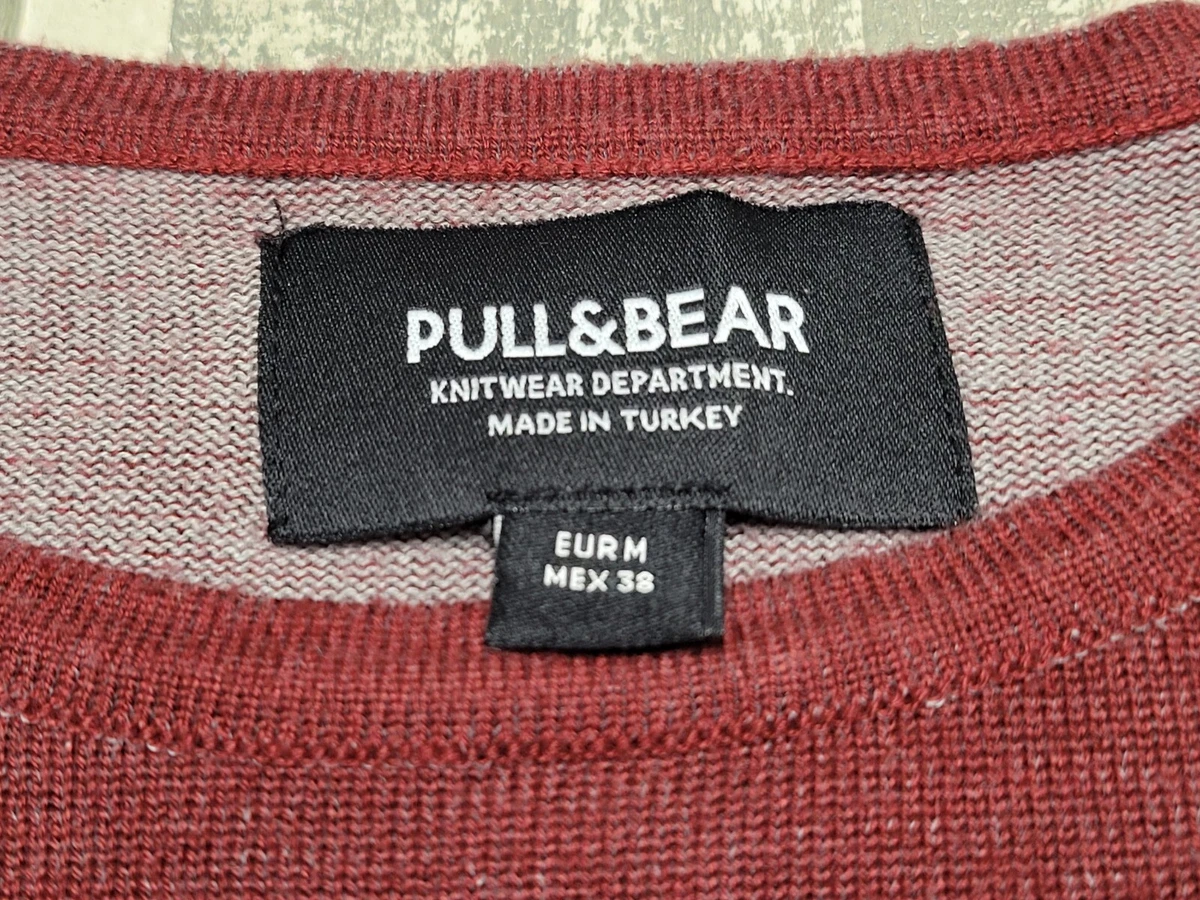 PULL&BEAR
KNITWEAR DEPARTMENT.
MADE IN TURKEY
EUR M
MEX 38